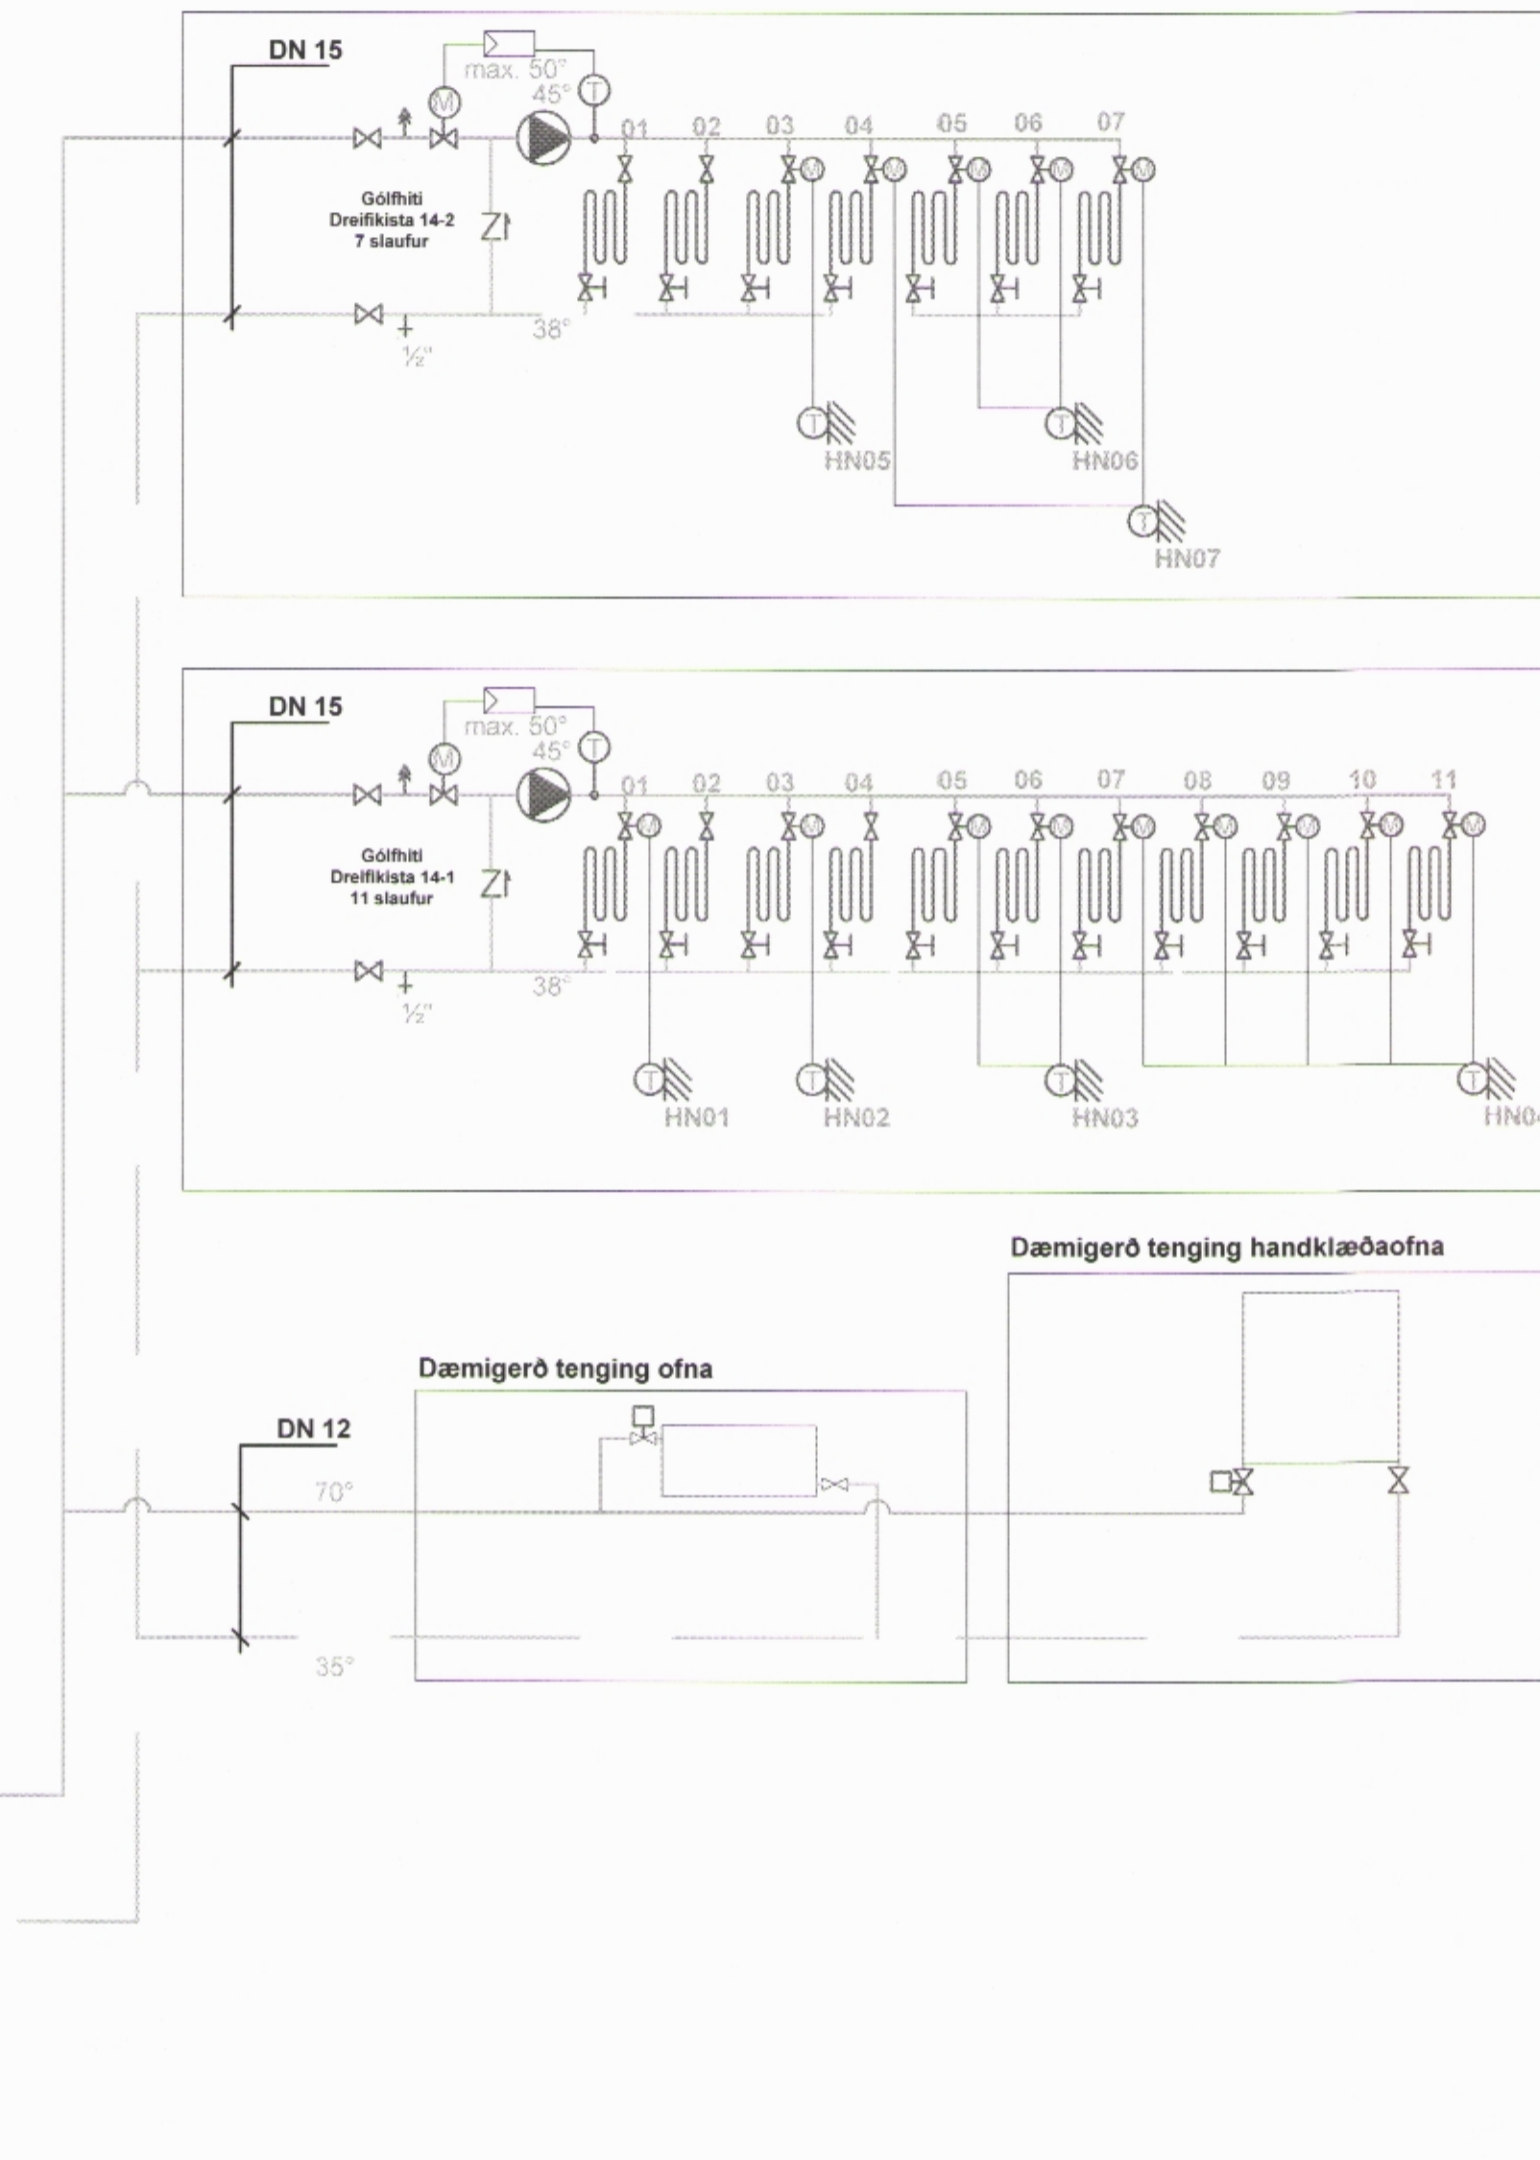 DN 15
max. 50°
45°
M
T
01 02 03 04 05 06 07
M M M M M
Gólfhiti
Dreifikista 14-2
7 slaufur
38°
½"
T
HN05
T
HN06
T
HN07
DN 15
max. 50°
45°
M
T
01 02 03 04 05 06 07 08 09 10 11
M M M M M M M M M
Gólfhiti
Dreifikista 14-1
11 slaufur
38°
½"
T
HN01
T
HN02
T
HN03
T
HN04
Dæmigerð tenging handklæðaofna
Dæmigerð tenging ofna
DN 12
70°
35°